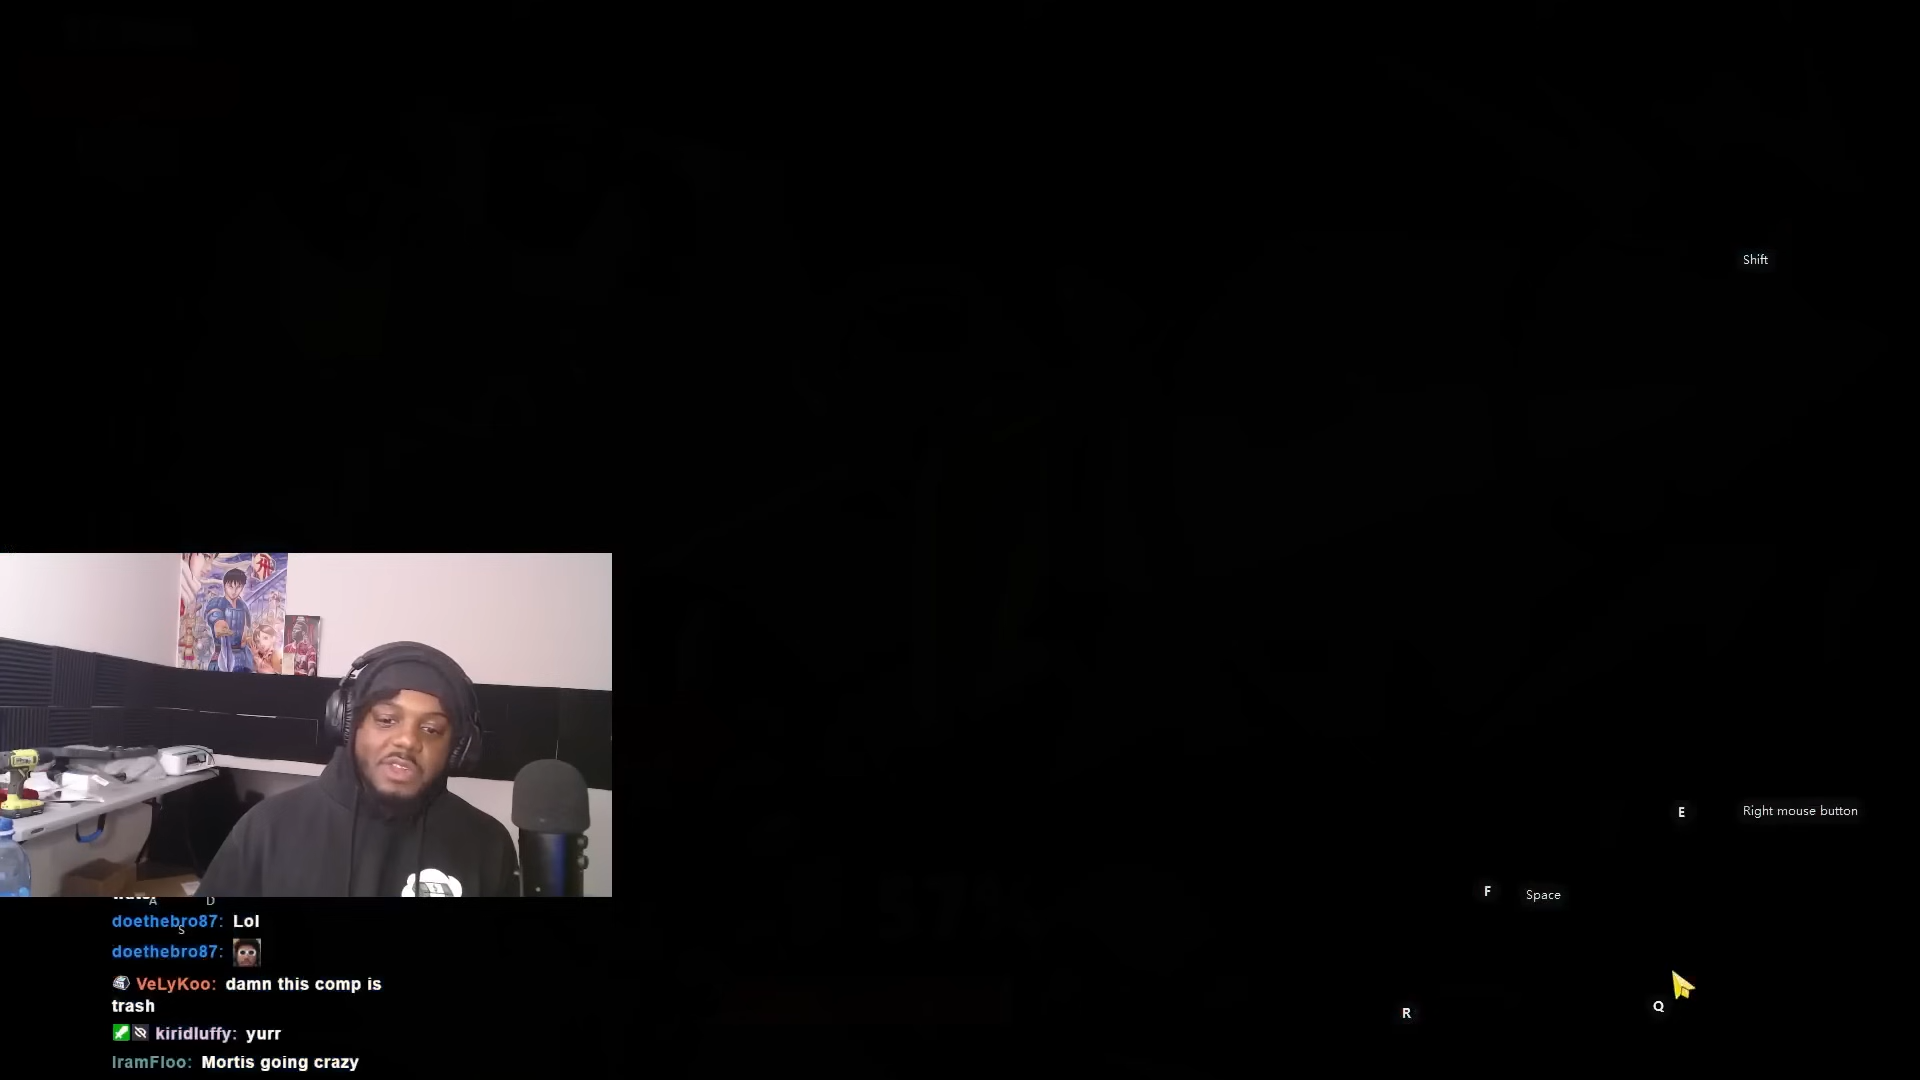 Shift
E
Right mouse button
F
Space
A
D
doethebro87: Lol
S
doethebro87:
VeLyKoo: damn this comp is
trash
Q
R
kiridluffy: yurr
IramFloo: Mortis going crazy